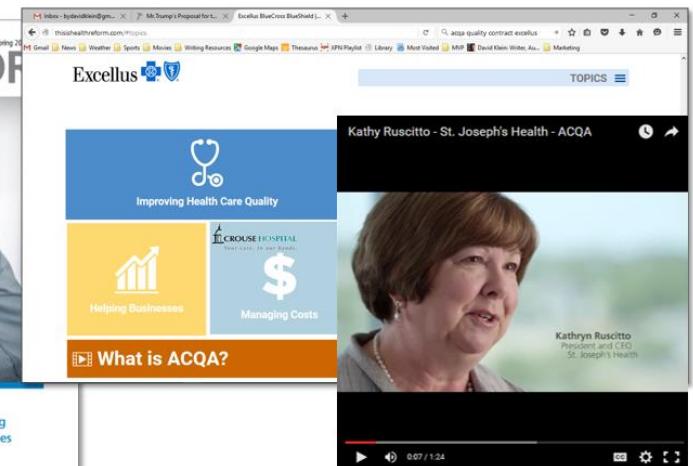 pring 20
Inbox - bydavidklein@gm...
Mr. Trump's Proposal for t...
Excellus BlueCross BlueShield |...
thisishealthreform.com/#topics
acqa quality contract excellus
Gmail
News
Weather
Sports
Movies
Writing Resources
Google Maps
Thesaurus
XPN Playlist
Library
Most Visited
MVP
David Klein: Writer, Au...
Marketing
Excellus
TOPICS
Improving Health Care Quality
CROUSE HOSPITAL
Your care. In our hands.
Helping Businesses
$
Managing Costs
What is ACQA?
Kathy Ruscitto - St. Joseph's Health - ACQA
Kathryn Ruscitto
President and CEO
St. Joseph's Health
0:07 / 1:24
CC
g
es